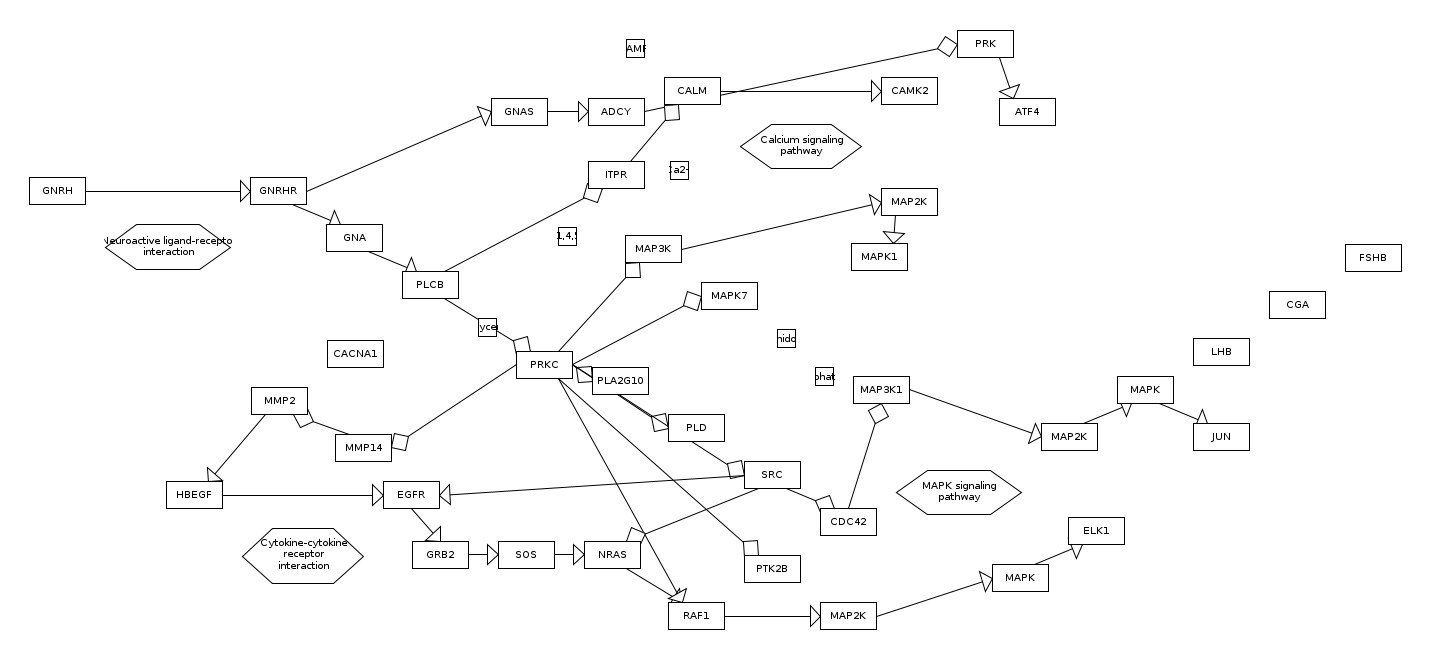 PRK
AMP
CALM
CAMK2
GNAS
ADCY
ATF4
Calcium signaling
pathway
ITPR
GNRH
GNRHR
MAP2K
GNA
Neuroactive ligand-recepto
interaction
MAP3K
MAPK1
FSHB
PLCB
MAPK7
CGA
CACNA1
LHB
PRKC
PLA2G10
MMP2
MAP3K1
MAPK
MMP14
PLD
MAP2K
JUN
SRC
HBEGF
EGFR
MAPK signaling
pathway
CDC42
ELK1
Cytokine-cytokine
receptor
interaction
GRB2
SOS
NRAS
PTK2B
MAPK
RAF1
MAP2K